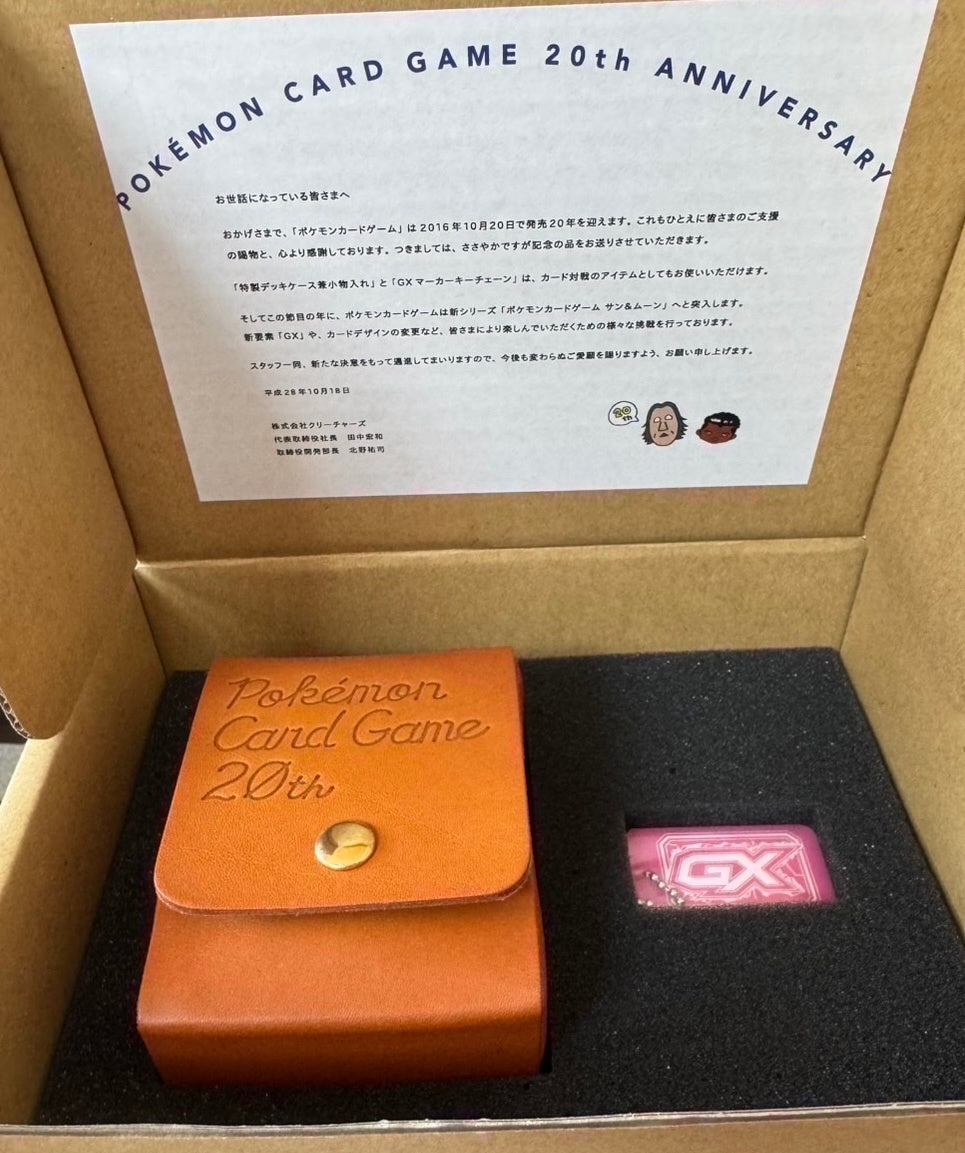 POKÉMON CARD GAME 20th ANNIVERSARY
お世話になっている皆さまへ
おかげさまで、「ポケモンカードゲーム」は2016年10月20日で発売20年を迎えます。これもひとえに皆さまのご支援
の賜物と、心より感謝しております。つきましては、ささやかですが記念の品をお送りさせていただきます。
「特製デッキケース兼小物入れ」と「GXマーカーキーチェーン」は、カード対戦のアイテムとしてもお使いいただけます。
そしてこの節目の年に、ポケモンカードゲームは新シリーズ「ポケモンカードゲーム サン&ムーン」へと突入します。
新要素「GX」や、カードデザインの変更など、皆さまにより楽しんでいただくための様々な挑戦を行っております。
スタッフ一同、新たな決意をもって邁進してまいりますので、今後も変わらぬご愛顧を賜りますよう、お願い申し上げます。
平成28年10月18日
株式会社クリーチャーズ
代表取締役社長 田中宏和
取締役開発部長 北野祐司
20
th
Pokémon
Card Game
20th
GX